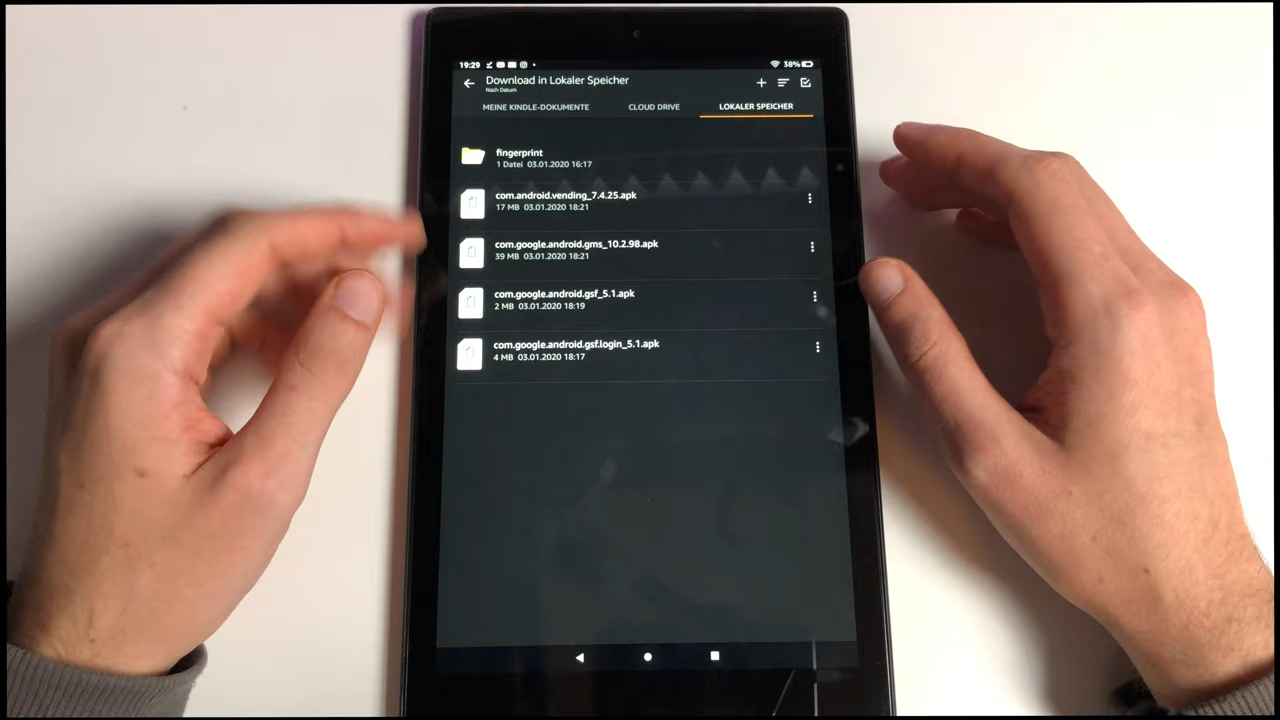 19:29
38%
Download in Lokaler Speicher
Nach Datum
MEINE KINDLE-DOKUMENTE CLOUD DRIVE LOKALER SPEICHER
fingerprint
1 Datei 03.01.2020 16:17
com.android.vending_7.4.25.apk
17 MB 03.01.2020 18:21
com.google.android.gms_10.2.98.apk
39 MB 03.01.2020 18:21
com.google.android.gsf_5.1.apk
2 MB 03.01.2020 18:19
com.google.android.gsf.login_5.1.apk
4 MB 03.01.2020 18:17